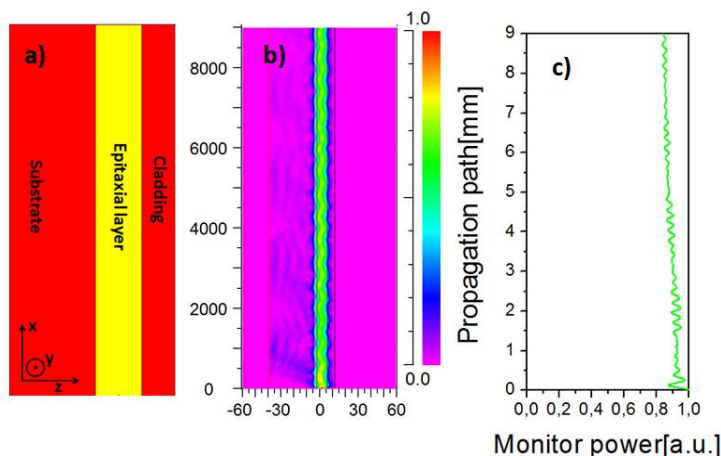 a)
Substrate
Epitaxial layer
Cladding
x
y
z
b)
8000
6000
4000
2000
0
-60 -30 0 30 60
1.0
0.0
c)
Propagation path[mm]
9
8
7
6
5
4
3
2
1
0
0,0 0,2 0,4 0,6 0,8 1,0
Monitor power[a.u.]